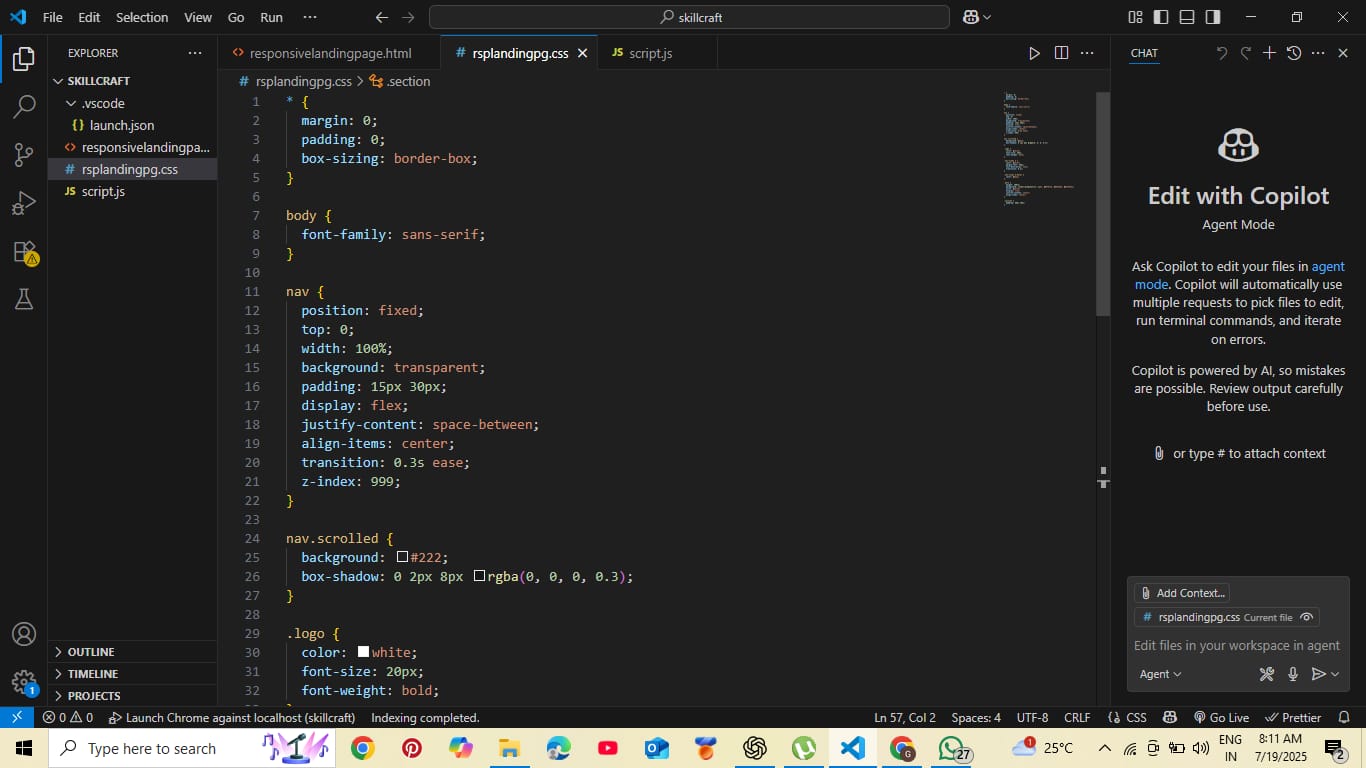 File Edit Selection View Go Run ··· skillcraft
EXPLORER ···
SKILLCRAFT
.vscode
launch.json
responsivelandingpa...
rsplandingpg.css
script.js
OUTLINE
TIMELINE
PROJECTS
responsivelandingpage.html rsplandingpg.css script.js
rsplandingpg.css > .section
1 * {
2 margin: 0;
3 padding: 0;
4 box-sizing: border-box;
5 }
6
7 body {
8 font-family: sans-serif;
9 }
10
11 nav {
12 position: fixed;
13 top: 0;
14 width: 100%;
15 background: transparent;
16 padding: 15px 30px;
17 display: flex;
18 justify-content: space-between;
19 align-items: center;
20 transition: 0.3s ease;
21 z-index: 999;
22 }
23
24 nav.scrolled {
25 background: #222;
26 box-shadow: 0 2px 8px rgba(0, 0, 0, 0.3);
27 }
28
29 .logo {
30 color: white;
31 font-size: 20px;
32 font-weight: bold;
CHAT
Edit with Copilot
Agent Mode
Ask Copilot to edit your files in agent
mode. Copilot will automatically use
multiple requests to pick files to edit,
run terminal commands, and iterate
on errors.
Copilot is powered by AI, so mistakes
are possible. Review output carefully
before use.
or type # to attach context
Add Context...
# rsplandingpg.css Current file
Edit files in your workspace in agent
Agent
0 0 Launch Chrome against localhost (skillcraft) Indexing completed. Ln 57, Col 2 Spaces: 4 UTF-8 CRLF {} CSS Go Live Prettier
Type here to search 27 1 25°C ENG 8:11 AM
IN 7/19/2025 2